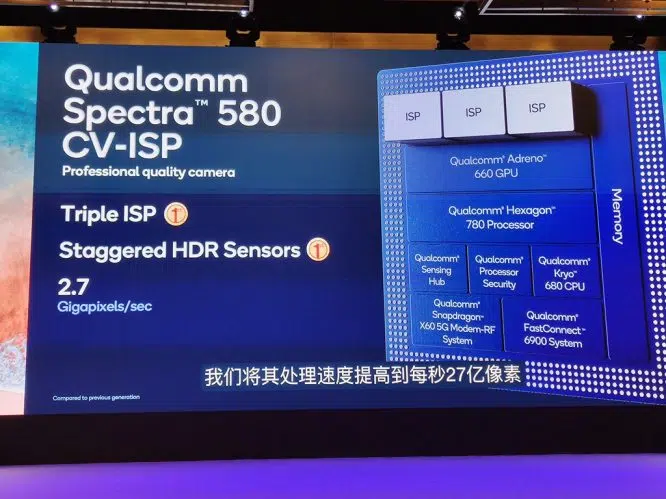 Qualcomm
Spectra™ 580
CV-ISP
Professional quality camera
Triple ISP 1st
Staggered HDR Sensors 1st
2.7
Gigapixels/sec
Compared to previous generation
ISP
ISP
ISP
Qualcomm® Adreno™
660 GPU
Qualcomm® Hexagon™
780 Processor
Qualcomm®
Sensing
Hub
Qualcomm®
Processor
Security
Qualcomm®
Kryo™
680 CPU
Qualcomm®
Snapdragon™
X60 5G Modem-RF
System
Qualcomm®
FastConnect™
6900 System
Memory
我们将其处理速度提高到每秒27亿像素